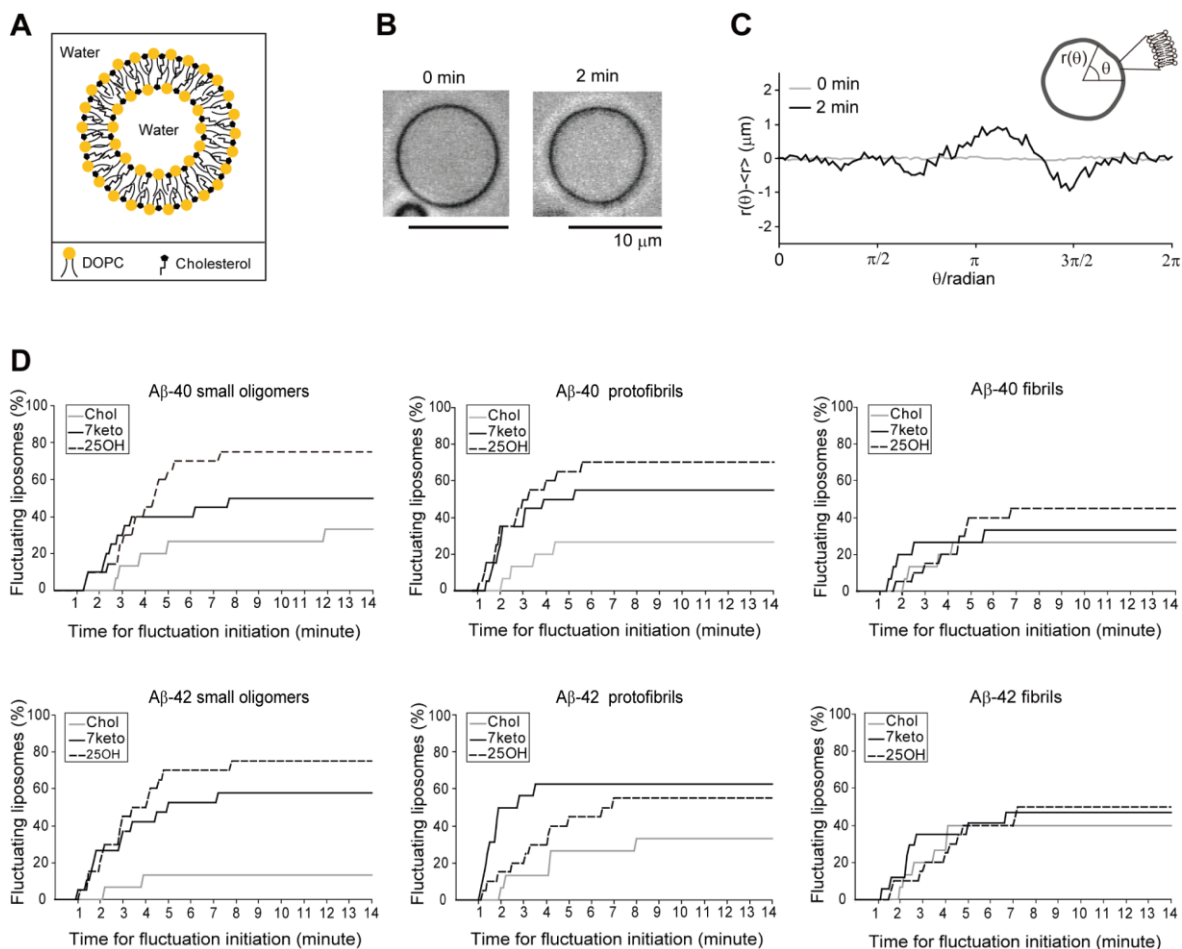 A
Water
Water
DOPC
Cholesterol
B
0 min
2 min
10 μm
C
r(θ)-<r> (μm)
2
1
0
-1
-2
0 min
2 min
r(θ)
θ
0
π/2
π
3π/2
2π
θ/radian
D
Aβ-40 small oligomers
Fluctuating liposomes (%)
100
80
60
40
20
0
Chol
7keto
25OH
1 2 3 4 5 6 7 8 9 10 11 12 13 14
Time for fluctuation initiation (minute)
Aβ-40 protofibrils
Fluctuating liposomes (%)
100
80
60
40
20
0
Chol
7keto
25OH
1 2 3 4 5 6 7 8 9 10 11 12 13 14
Time for fluctuation initiation (minute)
Aβ-40 fibrils
Fluctuating liposomes (%)
100
80
60
40
20
0
Chol
7keto
25OH
1 2 3 4 5 6 7 8 9 10 11 12 13 14
Time for fluctuation initiation (minute)
Aβ-42 small oligomers
Fluctuating liposomes (%)
100
80
60
40
20
0
Chol
7keto
25OH
1 2 3 4 5 6 7 8 9 10 11 12 13 14
Time for fluctuation initiation (minute)
Aβ-42 protofibrils
Fluctuating liposomes (%)
100
80
60
40
20
0
Chol
7keto
25OH
1 2 3 4 5 6 7 8 9 10 11 12 13 14
Time for fluctuation initiation (minute)
Aβ-42 fibrils
Fluctuating liposomes (%)
100
80
60
40
20
0
Chol
7keto
25OH
1 2 3 4 5 6 7 8 9 10 11 12 13 14
Time for fluctuation initiation (minute)